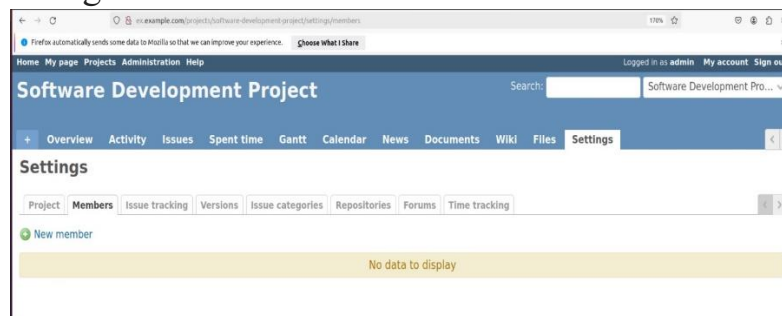 es.example.com/projects/software-development-project/settings/members 170%
Firefox automatically sends some data to Mozilla so that we can improve your experience. Choose What I Share
Home My page Projects Administration Help Logged in as admin My account Sign ou
Software Development Project Search: Software Development Pro...
+ Overview Activity Issues Spent time Gantt Calendar News Documents Wiki Files Settings
Settings
Project Members Issue tracking Versions Issue categories Repositories Forums Time tracking
New member
No data to display